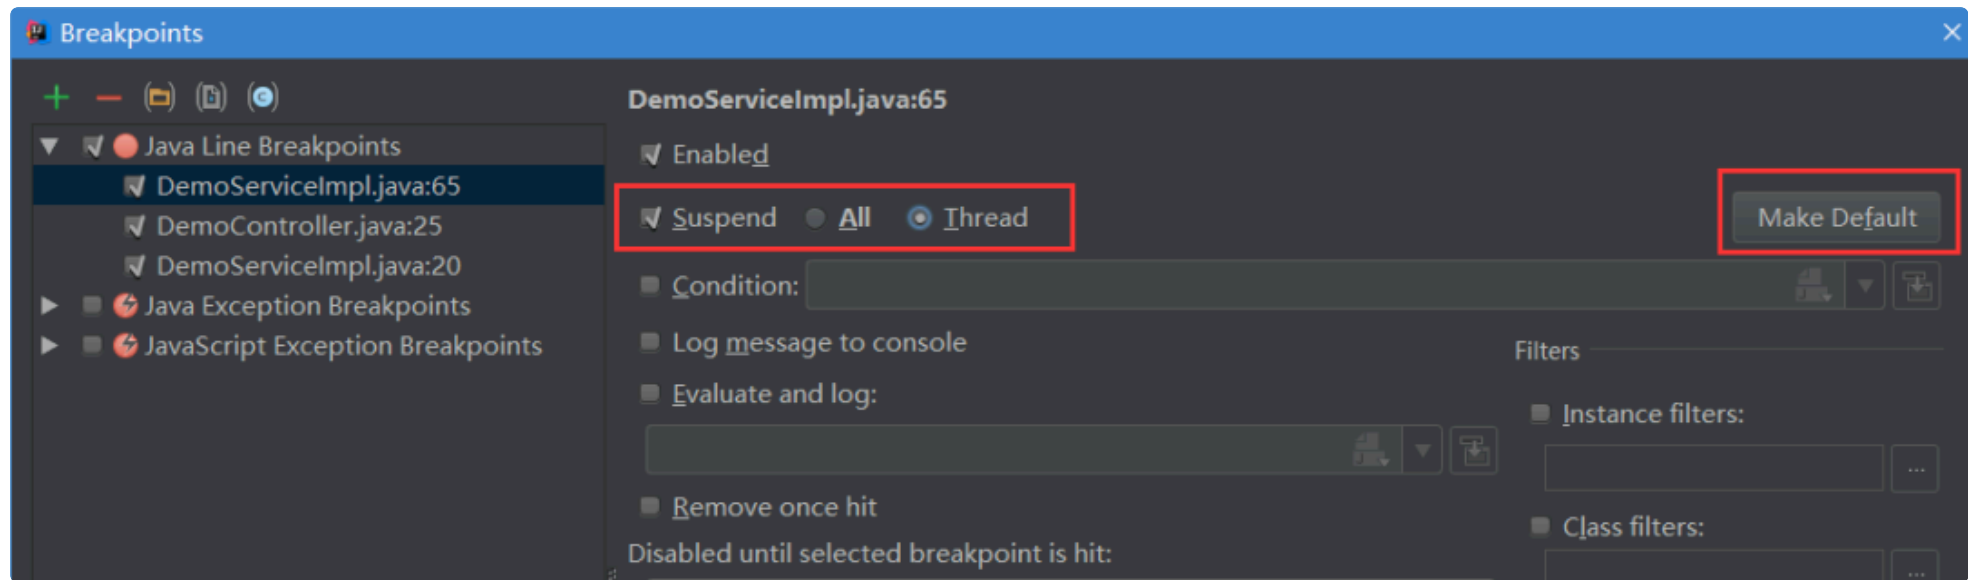 Breakpoints
Java Line Breakpoints
DemoServiceImpl.java:65
DemoController.java:25
DemoServiceImpl.java:20
Java Exception Breakpoints
JavaScript Exception Breakpoints
DemoServiceImpl.java:65
Enabled
Suspend All Thread
Make Default
Condition:
Log message to console
Evaluate and log:
Remove once hit
Disabled until selected breakpoint is hit:
Filters
Instance filters:
...
Class filters:
...